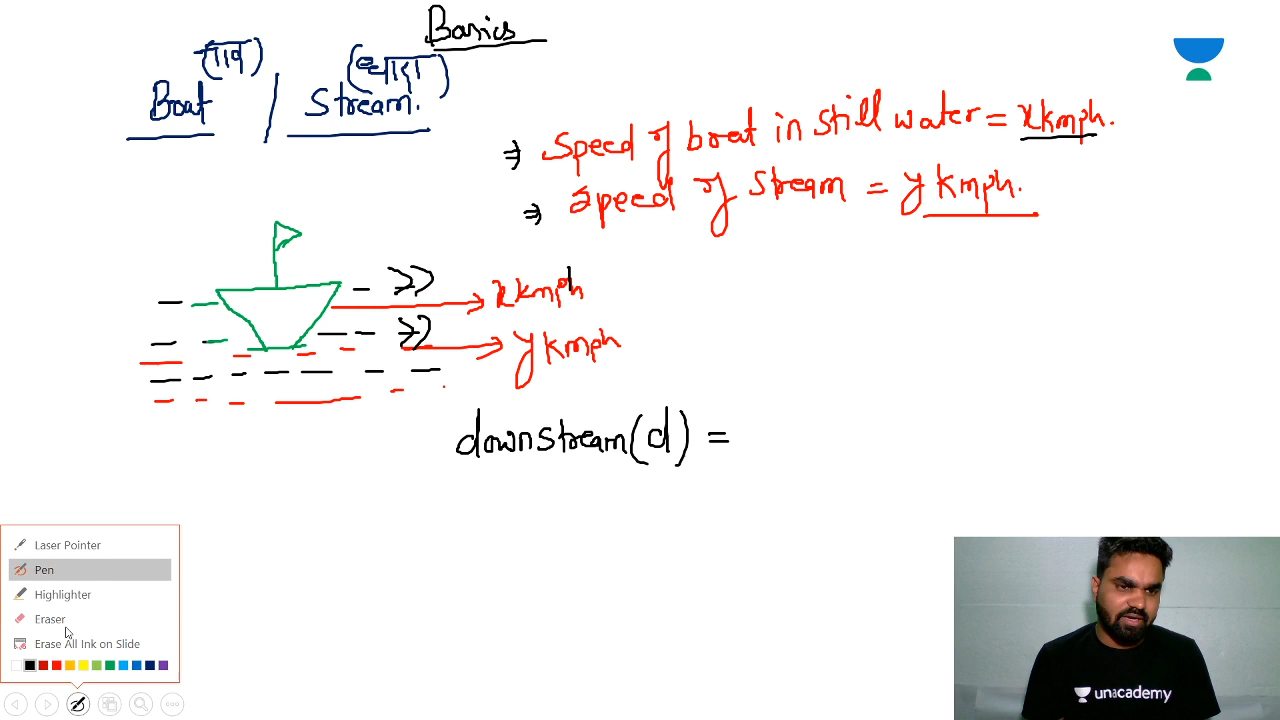 Basics
(नाव) (धारा)
Boat / Stream.
⇒ Speed of boat in still water = x kmph.
⇒ Speed of stream = y kmph.
x kmph
y kmph
downstream (d) =
Laser Pointer
Pen
Highlighter
Eraser
Erase All Ink on Slide
unacademy